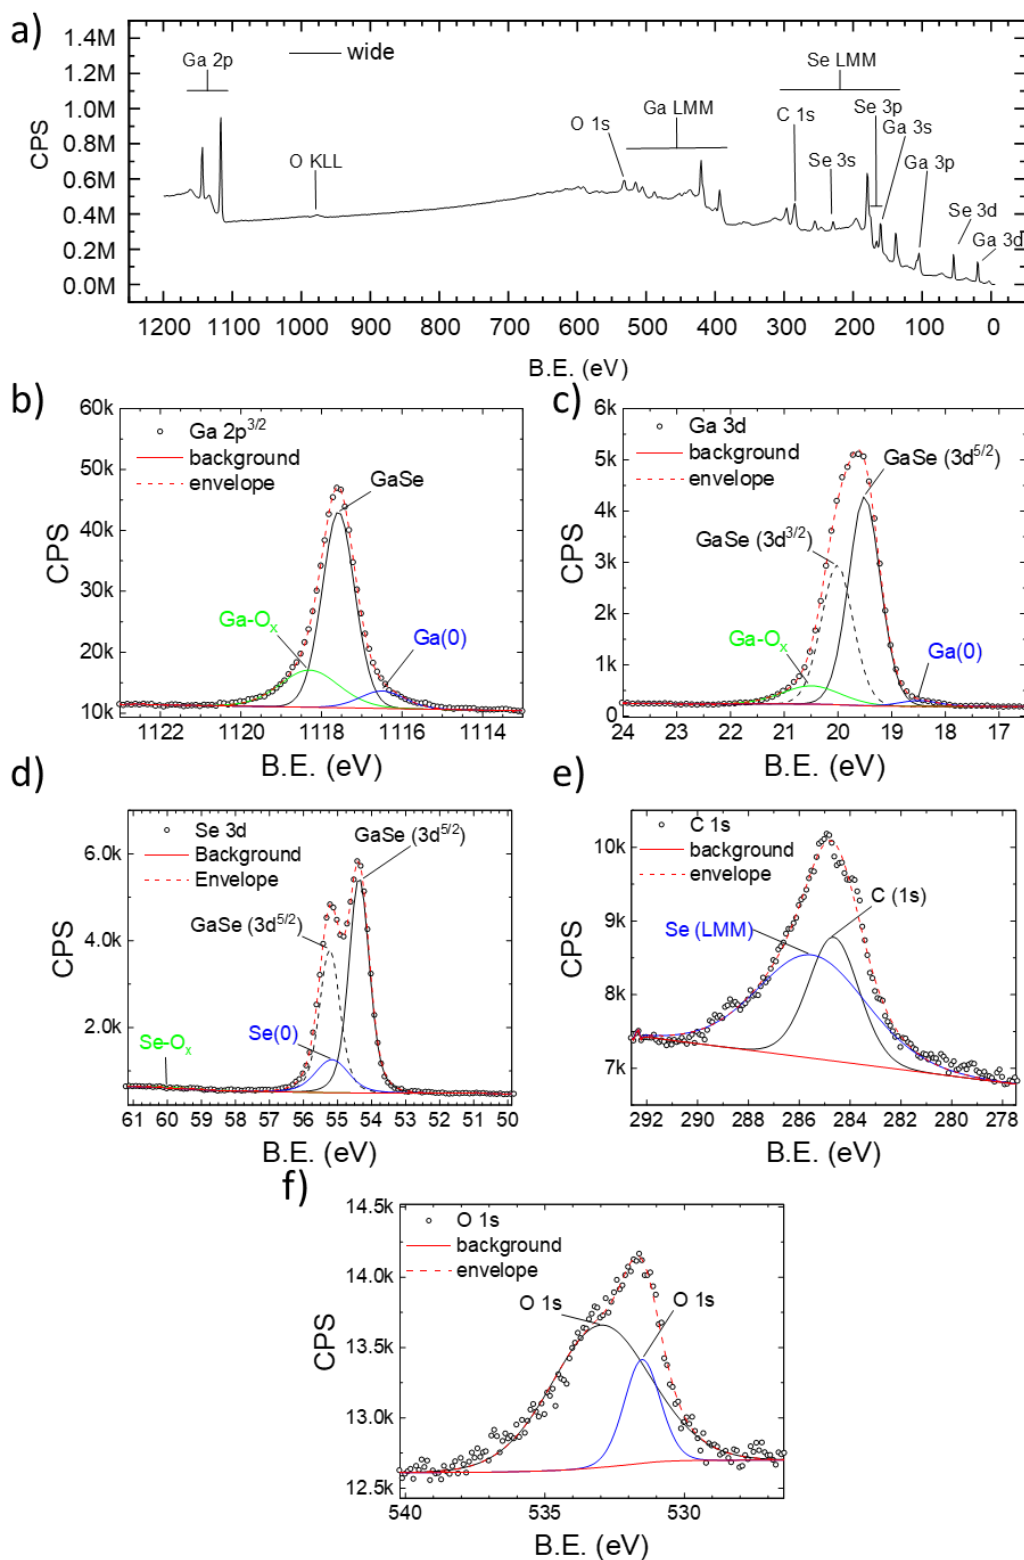 a)
1.4M
1.2M
1.0M
0.8M
0.6M
0.4M
0.2M
0.0M
CPS
wide
Ga 2p
O KLL
O 1s
Ga LMM
Se LMM
C 1s
Se 3s
Se 3p
Ga 3s
Ga 3p
Se 3d
Ga 3d
1200 1100 1000 900 800 700 600 500 400 300 200 100 0
B.E. (eV)
b)
60k
50k
40k
30k
20k
10k
CPS
Ga 2p3/2
background
envelope
GaSe
Ga-Ox
Ga(0)
1122 1120 1118 1116 1114
B.E. (eV)
c)
6k
5k
4k
3k
2k
1k
0
CPS
Ga 3d
background
envelope
GaSe (3d5/2)
GaSe (3d3/2)
Ga-Ox
Ga(0)
24 23 22 21 20 19 18 17
B.E. (eV)
d)
6.0k
4.0k
2.0k
CPS
Se 3d
Background
Envelope
GaSe (3d5/2)
GaSe (3d5/2)
Se-Ox
Se(0)
61 60 59 58 57 56 55 54 53 52 51 50
B.E. (eV)
e)
10k
9k
8k
7k
CPS
C 1s
background
envelope
C (1s)
Se (LMM)
292 290 288 286 284 282 280 278
B.E. (eV)
f)
14.5k
14.0k
13.5k
13.0k
12.5k
CPS
O 1s
background
envelope
O 1s
O 1s
540 535 530
B.E. (eV)